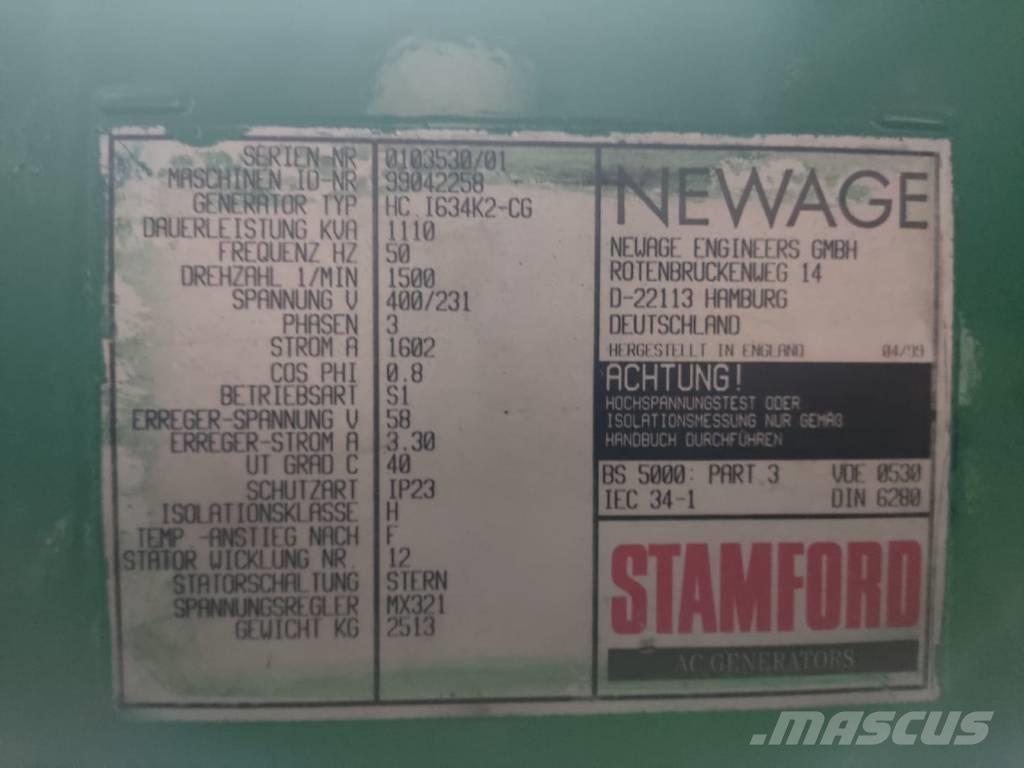 SERIEN NR 0103530/01
MASCHINEN ID-NR 99042258
GENERATOR TYP HC I634K2-CG
DAUERLEISTUNG KVA 1110
FREQUENZ HZ 50
DREHZAHL 1/MIN 1500
SPANNUNG V 400/231
PHASEN 3
STROM A 1602
COS PHI 0.8
BETRIEBSART S1
ERREGER-SPANNUNG V 58
ERREGER-STROM A 3.30
UT GRAD C 40
SCHUTZART IP23
ISOLATIONSKLASSE H
TEMP.-ANSTIEG NACH F
STATOR WICKLUNG NR. 12
STATORSCHALTUNG STERN
SPANNUNGSREGLER MX321
GEWICHT KG 2513
NEWAGE
NEWAGE ENGINEERS GMBH
ROTENBRUCKENWEG 14
D-22113 HAMBURG
DEUTSCHLAND
HERGESTELLT IN ENGLAND 04/99
ACHTUNG!
HOCHSPANNUNGSTEST ODER
ISOLATIONSMESSUNG NUR GEMÄß
HANDBUCH DURCHFÜHREN
BS 5000: PART 3 VDE 0530
IEC 34-1 DIN 6280
STAMFORD
AC GENERATORS
MASCUS